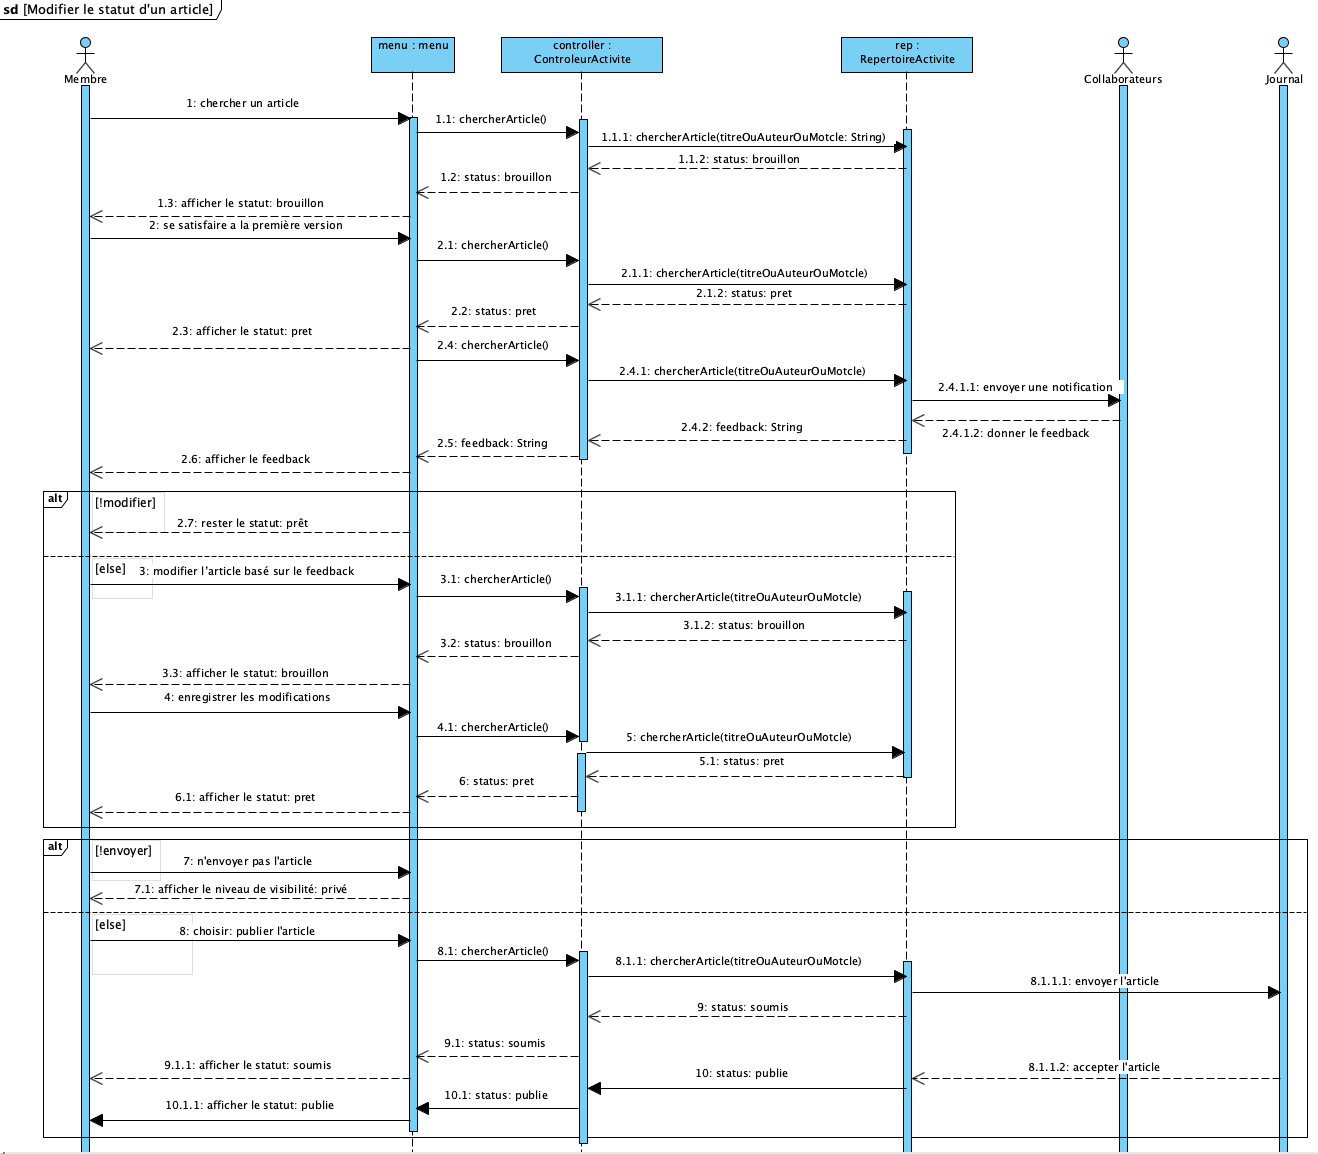 sd [Modifier le statut d'un article]
Membre
menu : menu
controller :
ControleurActivite
rep :
RepertoireActivite
Collaborateurs
Journal
1: chercher un article
1.1: chercherArticle()
1.1.1: chercherArticle(titreOuAuteurOuMotcle: String)
1.1.2: status: brouillon
1.2: status: brouillon
1.3: afficher le statut: brouillon
2: se satisfaire a la première version
2.1: chercherArticle()
2.1.1: chercherArticle(titreOuAuteurOuMotcle)
2.1.2: status: pret
2.2: status: pret
2.3: afficher le statut: pret
2.4: chercherArticle()
2.4.1: chercherArticle(titreOuAuteurOuMotcle)
2.4.1.1: envoyer une notification
2.4.1.2: donner le feedback
2.4.2: feedback: String
2.5: feedback: String
2.6: afficher le feedback
alt
[!modifier]
2.7: rester le statut: prêt
[else]
3: modifier l'article basé sur le feedback
3.1: chercherArticle()
3.1.1: chercherArticle(titreOuAuteurOuMotcle)
3.1.2: status: brouillon
3.2: status: brouillon
3.3: afficher le statut: brouillon
4: enregistrer les modifications
4.1: chercherArticle()
5: chercherArticle(titreOuAuteurOuMotcle)
5.1: status: pret
6: status: pret
6.1: afficher le statut: pret
alt
[!envoyer]
7: n'envoyer pas l'article
7.1: afficher le niveau de visibilité: privé
[else]
8: choisir: publier l'article
8.1: chercherArticle()
8.1.1: chercherArticle(titreOuAuteurOuMotcle)
8.1.1.1: envoyer l'article
9: status: soumis
9.1: status: soumis
9.1.1: afficher le statut: soumis
8.1.1.2: accepter l'article
10: status: publie
10.1: status: publie
10.1.1: afficher le statut: publie